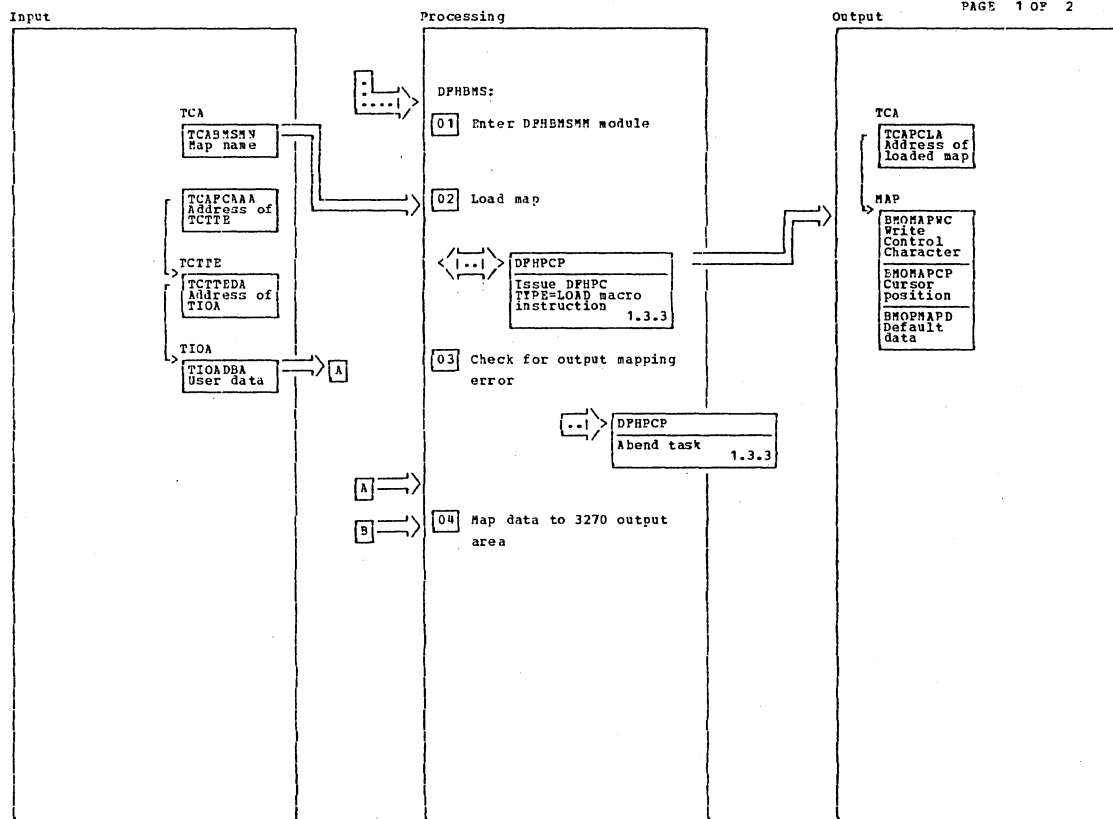 PAGE 1 OF 2
Input
Processing
Output
TCA
TCABMSMN
Map name
TCAPCAAA
Address of
TCTTE
TCTTE
TCTTEDA
Address of
TIOA
TIOA
TIOADBA
User data
A
DFHBMS:
01 Enter DFHBMSMM module
02 Load map
DFHPCP
Issue DFHPC
TYPE=LOAD macro
instruction
1.3.3
03 Check for output mapping
error
DFHPCP
Abend task
1.3.3
A
B
04 Map data to 3270 output
area
TCA
TCAPCLA
Address of
loaded map
MAP
BMOMAPWC
Write
Control
Character
BMOMAPCP
Cursor
position
BMOPMAPD
Default
data